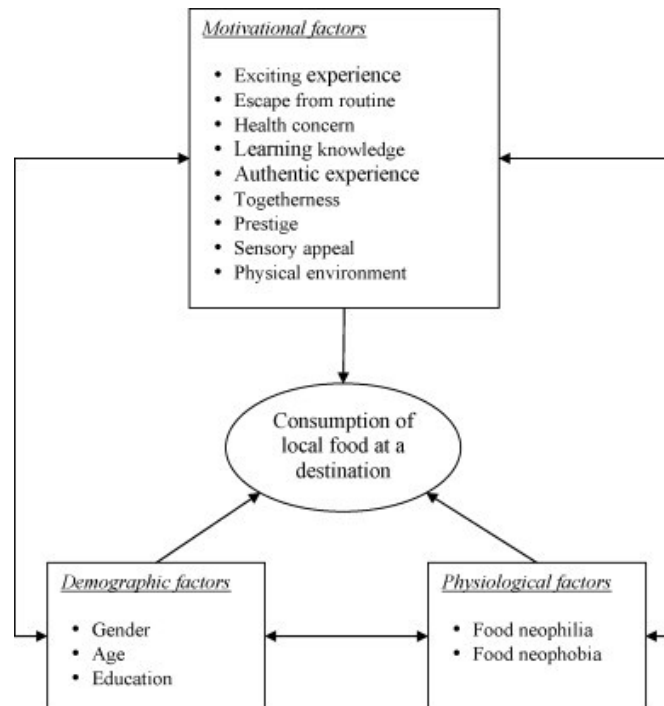 Motivational factors
• Exciting experience
• Escape from routine
• Health concern
• Learning knowledge
• Authentic experience
• Togetherness
• Prestige
• Sensory appeal
• Physical environment
Consumption of
local food at a
destination
Demographic factors
• Gender
• Age
• Education
Physiological factors
• Food neophilia
• Food neophobia